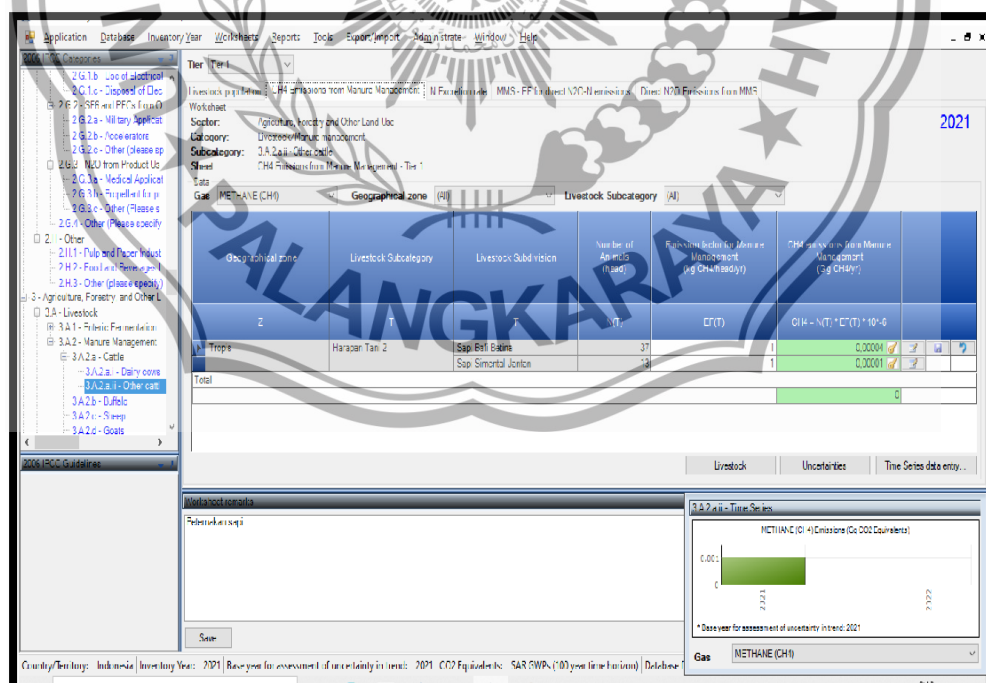 Application Database Inventory Year Worksheets Reports Tools Export/Import Administrate Window Help
2006 IPCC Categories
2.G.1.b - Use of Electrical
2.G.1.c - Disposal of Elec
2.G.2 - SF6 and PFCs from O
2.G.2.a - Military Applicat
2.G.2.b - Accelerators
2.G.2.c - Other (please sp
2.G.3 - N2O from Product Us
2.G.3.a - Medical Applicat
2.G.3.b - Propellant for p
2.G.3.c - Other (Please s
2.G.4 - Other (Please specify
- Other
2.H.1 - Pulp and Paper Indust
2.H.2 - Food and Beverages I
2.H.3 - Other (please specify)
3 - Agriculture, Forestry, and Other L
3.A - Livestock
3.A.1 - Enteric Fermentation
3.A.2 - Manure Management
3.A.2.a - Cattle
3.A.2.a.i - Dairy cows
3.A.2.a.ii - Other cattl
3.A.2.b - Buffalo
3.A.2.c - Sheep
3.A.2.d - Goats
2006 IPCC Guidelines
Tier Tier 1
Livestock population CH4 Emissions from Manure Management N Excretion rate MMS - EF for direct N2O-N emissions Direct N2O Emissions from MMS
Worksheet
2021
Sector: Agriculture, Forestry and Other Land Use
Category: Livestock/Manure management
Subcategory: 3.A.2.a.ii - Other cattle
Sheet CH4 Emissions from Manure Management - Tier 1
Data
Gas METHANE (CH4) Geographical zone (All) Livestock Subcategory (All)
Geographical zone Livestock Subcategory Livestock Subdivision Number of Animals (head) Emission factor for Manure Management (kg CH4/head/yr) CH4 emissions from Manure Management (Gg CH4/yr)
Z T T N(T) EF(T) CH4 = N(T) * EF(T) * 10^-6
Tropis Harapan Tani 2 Sapi Bali Betina 37 1 0,00004
Sapi Simental Jantan 13 1 0,00001
Total
0
Livestock Uncertainties Time Series data entry...
Worksheet remarks
Peternakan sapi
Save
3.A.2.a.ii - Time Series
METHANE (CH4) Emissions (Gg CO2 Equivalents)
0.001
0
2021 2022
* Base year for assessment of uncertainty in trend: 2021
Gas METHANE (CH4)
Country/Territory: Indonesia Inventory Year: 2021 Base year for assessment of uncertainty in trend: 2021 CO2 Equivalents: SAR GWPs (100 year time horizon) Database
PALANGKARAYA